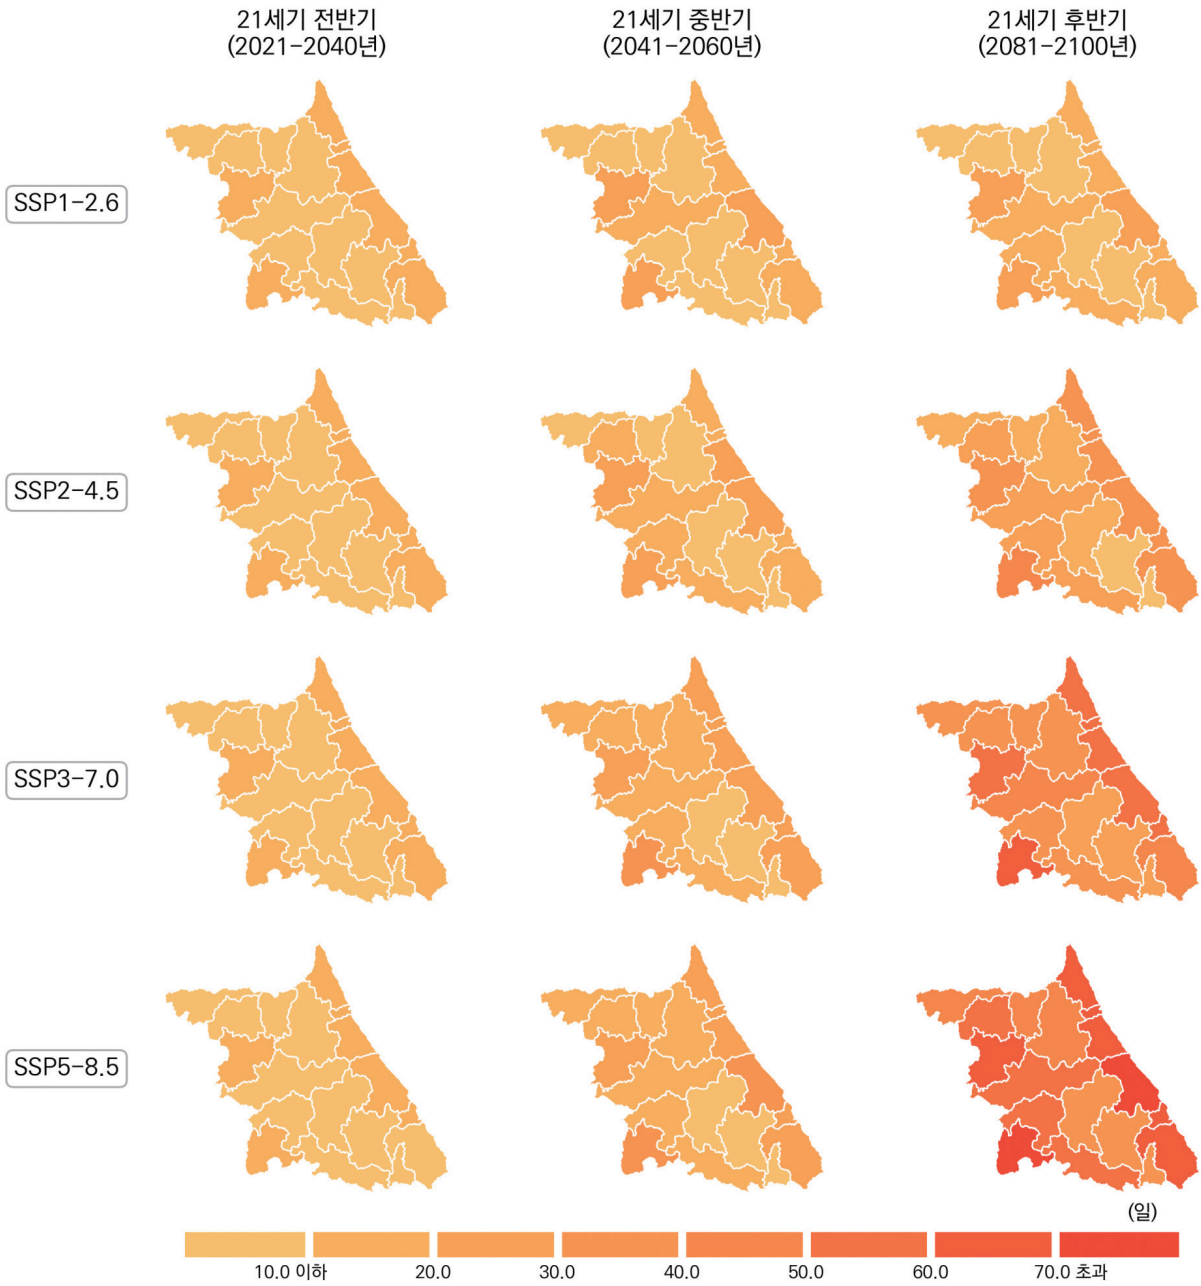 21세기 전반기
(2021-2040년)
21세기 중반기
(2041-2060년)
21세기 후반기
(2081-2100년)
SSP1-2.6
SSP2-4.5
SSP3-7.0
SSP5-8.5
(일)
10.0 이하 20.0 30.0 40.0 50.0 60.0 70.0 초과